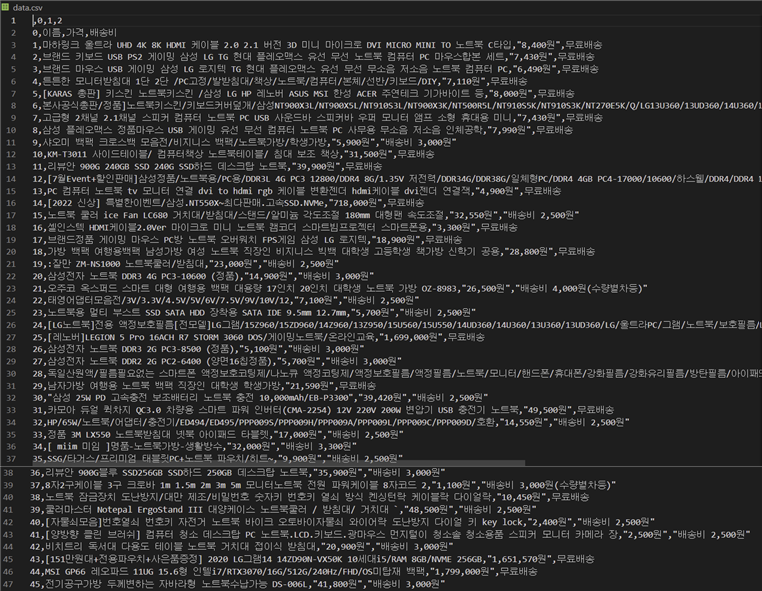 data.csv
1 ,0,1,2
2 0,이름,가격,배송비
3 1,마하링크 울트라 UHD 4K 8K HDMI 케이블 2.0 2.1 버전 3D 미니 마이크로 DVI MICRO MINI TO 노트북 C타입,"8,400원",무료배송
4 2,브랜드 키보드 USB PS2 게이밍 삼성 LG TG 현대 플레오맥스 유선 무선 노트북 컴퓨터 PC 마우스합본 세트,"7,430원",무료배송
5 3,브랜드 마우스 USB 게이밍 삼성 LG 로지텍 TG 현대 플레오맥스 유선 무선 무소음 저소음 노트북 컴퓨터 PC,"6,490원",무료배송
6 4,튼튼한 모니터받침대 1단 2단 /PC고정/발받침대/책상/노트북/컴퓨터/본체/선반/키보드/DIY,"7,110원",무료배송
7 5,[KARAS 총판] 키스킨 노트북키스킨 /삼성 LG HP 레노버 ASUS MSI 한성 ACER 주연테크 기가바이트 등,"8,000원",무료배송
8 6,본사공식총판/정품]노트북키스킨/키보드커버덮개/삼성NT900X3L/NT900X5L/NT910S3L/NT900X3K/NT500R5L/NT910S5K/NT910S3K/NT270E5K/Q/LG13U360/13UD360/14U360/1
9 7,고급형 2채널 2.1채널 스피커 컴퓨터 노트북 PC USB 사운드바 스피커바 우퍼 모니터 앰프 소형 휴대용 미니,"7,430원",무료배송
10 8,삼성 플레오맥스 정품마우스 USB 게이밍 유선 무선 컴퓨터 노트북 PC 사무용 무소음 저소음 인체공학,"7,990원",무료배송
11 9,샤오미 백팩 크로스백 모음전/비지니스 백팩/노트북가방/학생가방,"5,900원","배송비 3,000원"
12 10,KM-T3011 사이드테이블/ 컴퓨터책상 노트북테이블/ 침대 보조 책상,"31,500원",무료배송
13 11,리뷰안 900G 240GB SSD 240G SSD하드 데스크탑 노트북,"39,900원",무료배송
14 12,[7월Event+할인판매]삼성정품/노트북용/PC용/DDR3L 4G PC3 12800/DDR4 8G/1.35V 저전력/DDR34G/DDR38G/일체형PC/DDR4 4GB PC4-17000/10600/하스웰/DDR4/DDR4 1
15 13,PC 컴퓨터 노트북 tv 모니터 연결 dvi to hdmi rgb 케이블 변환젠더 hdmi케이블 dvi젠더 연결잭,"4,900원",무료배송
16 14,[2022 신상] 특별한이벤트/삼성.NT550X~최다판매.고속SSD.NVMe,"718,000원",무료배송
17 15,노트북 쿨러 ice Fan LC680 거치대/받침대/스탠드/알미늄 각도조절 180mm 대형팬 속도조절,"32,550원","배송비 2,500원"
18 16,셀인스텍 HDMI케이블2.0Ver 마이크로 미니 노트북 캠코더 스마트빔프로젝터 스마트폰용,"3,300원",무료배송
19 17,브랜드정품 게이밍 마우스 PC방 노트북 오버워치 FPS게임 삼성 LG 로지텍,"18,900원",무료배송
20 18,가방 백팩 여행용백팩 남성가방 여성 노트북 직장인 비지니스 빅백 대학생 고등학생 책가방 신학기 공용,"28,800원",무료배송
21 19,:잘만 ZM-NS1000 노트북쿨러/받침대,"23,000원","배송비 2,500원"
22 20,삼성전자 노트북 DDR3 4G PC3-10600 (정품),"14,900원","배송비 3,000원"
23 21,오주코 옥스퍼드 스마트 대형 여행용 백팩 대용량 17인치 20인치 대학생 노트북 가방 OZ-8983,"26,500원","배송비 4,000원(수량별차등)"
24 22,태영어댑터모음전/3V/3.3V/4.5V/5V/6V/7.5V/9V/10V/12,"7,100원","배송비 2,500원"
25 23,노트북용 멀티 부스트 SSD SATA HDD 장착용 SATA IDE 9.5mm 12.7mm,"5,700원","배송비 2,500원"
26 24,[LG노트북]전용 액정보호필름[전모델]LG그램/15Z960/15ZD960/14Z960/13Z950/15U560/15U550/14UD360/14U360/13U360/13UD360/LG/울트라PC/그램/노트북/보호필름/L
27 25,[레노버]LEGION 5 Pro 16ACH R7 STORM 3060 DOS/게이밍노트북/온라인교육,"1,699,000원",무료배송
28 26,삼성전자 노트북 DDR3 2G PC3-8500 (정품),"5,100원","배송비 3,000원"
29 27,삼성전자 노트북 DDR2 2G PC2-6400 (양면16칩정품),"5,700원","배송비 3,000원"
30 28,독일산원액/필름필요없는 스마트폰 액정보호코팅제/나노큐 액정코팅제/액정보호필름/액정필름/노트북/모니터/핸드폰/휴대폰/강화필름/강화유리필름/방탄필름/아이패
31 29,남자가방 여행용 노트북 백팩 직장인 대학생 학생가방,"21,590원",무료배송
32 30,"삼성 25W PD 고속충전 보조배터리 노트북 충전 10,000mAh/EB-P3300","39,420원","배송비 2,500원"
33 31,카모아 듀얼 퀵차지 QC3.0 차량용 스마트 파워 인버터(CMA-2254) 12V 220V 200W 변압기 USB 충전기 노트북,"49,500원",무료배송
34 32,HP/65W/노트북/어댑터/충전기/ED494/ED495/PPP009S/PPP009H/PPP009A/PPP009L/PPP009C/PPP009D/호환,"14,550원","배송비 2,500원"
35 33,정품 3M LX550 노트북받침대 넷북 아이패드 타블렛,"17,000원","배송비 2,500원"
36 34,[ miim 미임 ]명품-노트북가방-생활방수,"32,000원","배송비 3,300원"
37 35,SSG/타거스/프리미엄 태블릿PC+노트북 파우치/히트~,"9,900원","배송비 2,500원"
38 36,리뷰안 900G블루 SSD256GB SSD하드 250GB 데스크탑 노트북,"35,900원","배송비 3,000원"
39 37,8자2구케이블 3구 크로바 1m 1.5m 2m 3m 5m 모니터노트북 전원 파워케이블 8자코드 2,"1,100원","배송비 3,000원(수량별차등)"
40 38,노트북 잠금장치 도난방지/대만 제조/비밀번호 숫자키 번호키 열쇠 방식 켄싱턴락 케이블락 다이얼락,"10,450원",무료배송
41 39,쿨러마스터 Notepal ErgoStand III 대양케이스 노트북쿨러 / 받침대/ 거치대 `,"48,500원","배송비 2,500원"
42 40,[자물쇠모음]번호열쇠 번호키 자전거 노트북 바이크 오토바이자물쇠 와이어락 도난방지 다이얼 키 key lock,"2,400원","배송비 2,500원"
43 41,[양방향 클린 브러쉬] 컴퓨터 청소 데스크탑 PC 노트북.LCD.키보드.광마우스 먼지털이 청소솔 청소용품 스피커 모니터 카메라 장,"2,500원","배송비 2,500원"
44 42,비치트리 독서대 다용도 테이블 노트북 거치대 접이식 받침대,"20,900원","배송비 3,000원"
45 43,[151만원대+전용파우치+사은품증정] 2020 LG그램14 14ZD90N-VX50K 10세대i5/RAM 8GB/NVME 256GB,"1,651,570원",무료배송
46 44,MSI GP66 레오파드 11UG 15.6형 인텔i7/RTX3070/16G/512G/240Hz/FHD/OS미탑재 백팩,"1,799,000원",무료배송
47 45,전기공구가방 두께변하는 자바라형 노트북수납가능 DS-006L,"41,800원","배송비 3,000원"